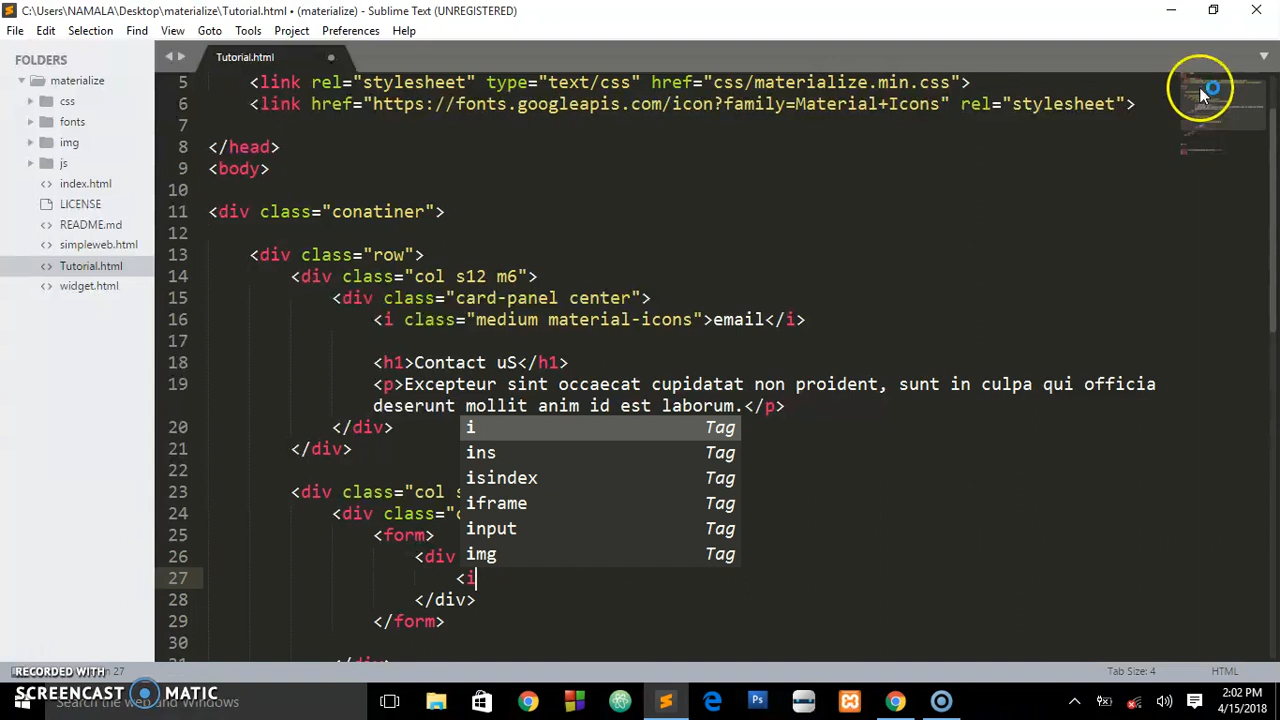 C:\Users\NAMALA\Desktop\materialize\Tutorial.html • (materialize) - Sublime Text (UNREGISTERED)
File Edit Selection Find View Goto Tools Project Preferences Help
FOLDERS
materialize
css
fonts
img
js
index.html
LICENSE
README.md
simpleweb.html
Tutorial.html
widget.html
Tutorial.html
5 <link rel="stylesheet" type="text/css" href="css/materialize.min.css">
6 <link href="https://fonts.googleapis.com/icon?family=Material+Icons" rel="stylesheet">
7
8 </head>
9 <body>
10
11 <div class="conatiner">
12
13 <div class="row">
14 <div class="col s12 m6">
15 <div class="card-panel center">
16 <i class="medium material-icons">email</i>
17
18 <h1>Contact uS</h1>
19 <p>Excepteur sint occaecat cupidatat non proident, sunt in culpa qui officia
deserunt mollit anim id est laborum.</p>
20 </div>
21 </div>
22
23 <div class="col s
24 <div class="c
25 <form>
26 <div
27 <i
28 </div>
29 </form>
30
i Tag
ins Tag
isindex Tag
iframe Tag
input Tag
img Tag
27
Tab Size: 4
HTML
RECORDED WITH
SCREENCAST MATIC
Type here to search
2:02 PM
4/15/2018